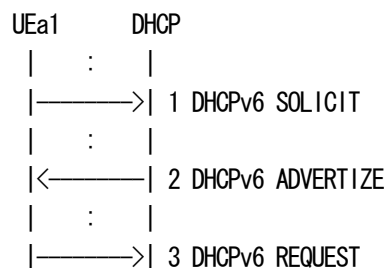 UEa1 DHCP
| : |
|--------->| 1 DHCPv6 SOLICIT
| : |
|<---------| 2 DHCPv6 ADVERTIZE
| : |
|--------->| 3 DHCPv6 REQUEST